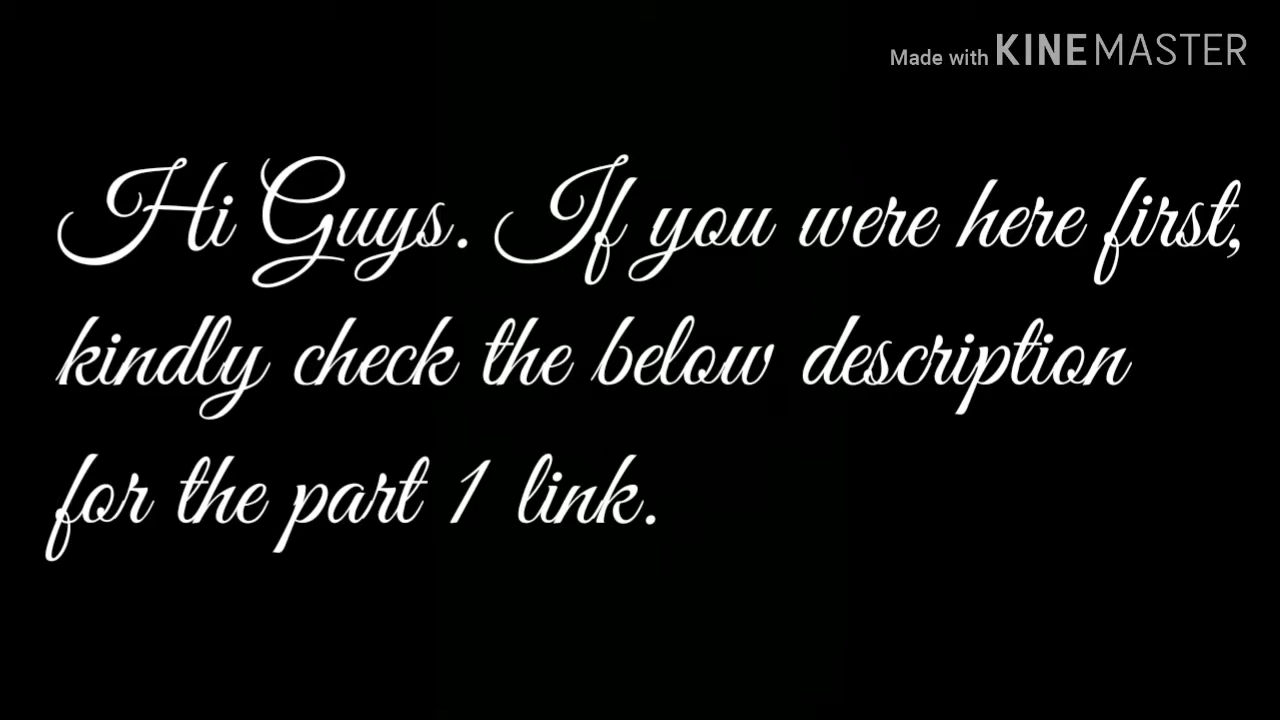 Made with KINEMASTER
Hi Guys. If you were here first,
kindly check the below description
for the part 1 link.